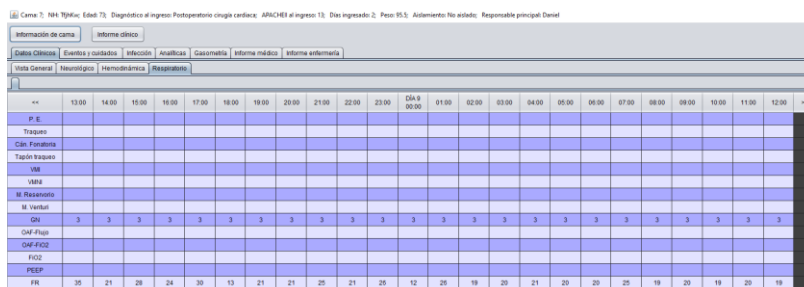 Cama: 7; NH: TfjhKw; Edad: 73; Diagnóstico al ingreso: Postoperatorio cirugia cardiaca; APACHEII al ingreso: 13; Días ingresado: 2; Peso: 95.5; Aislamiento: No aislado; Responsable principal: Daniel
Información de cama Informe clínico
Datos Clínicos Eventos y cuidados Infección Analíticas Gasometría Informe médico Informe enfermería
Vista General Neurológico Hemodinámica Respiratorio
<< 13:00 14:00 15:00 16:00 17:00 18:00 19:00 20:00 21:00 22:00 23:00 DÍA 9 00:00 01:00 02:00 03:00 04:00 05:00 06:00 07:00 08:00 09:00 10:00 11:00 12:00
P. E.
Traqueo
Cán. Fonatoria
Tapón traqueo
VMI
VMNI
M. Reservorio
M. Venturi
GN 3 3 3 3 3 3 3 3 3 3 3 3 3 3 3 3 3 3 3 3 3 3 3 3
OAF-Flujo
OAF-FiO2
FiO2
PEEP
FR 35 21 28 24 30 13 21 21 25 21 26 12 26 19 20 21 20 20 25 19 20 19 20 19